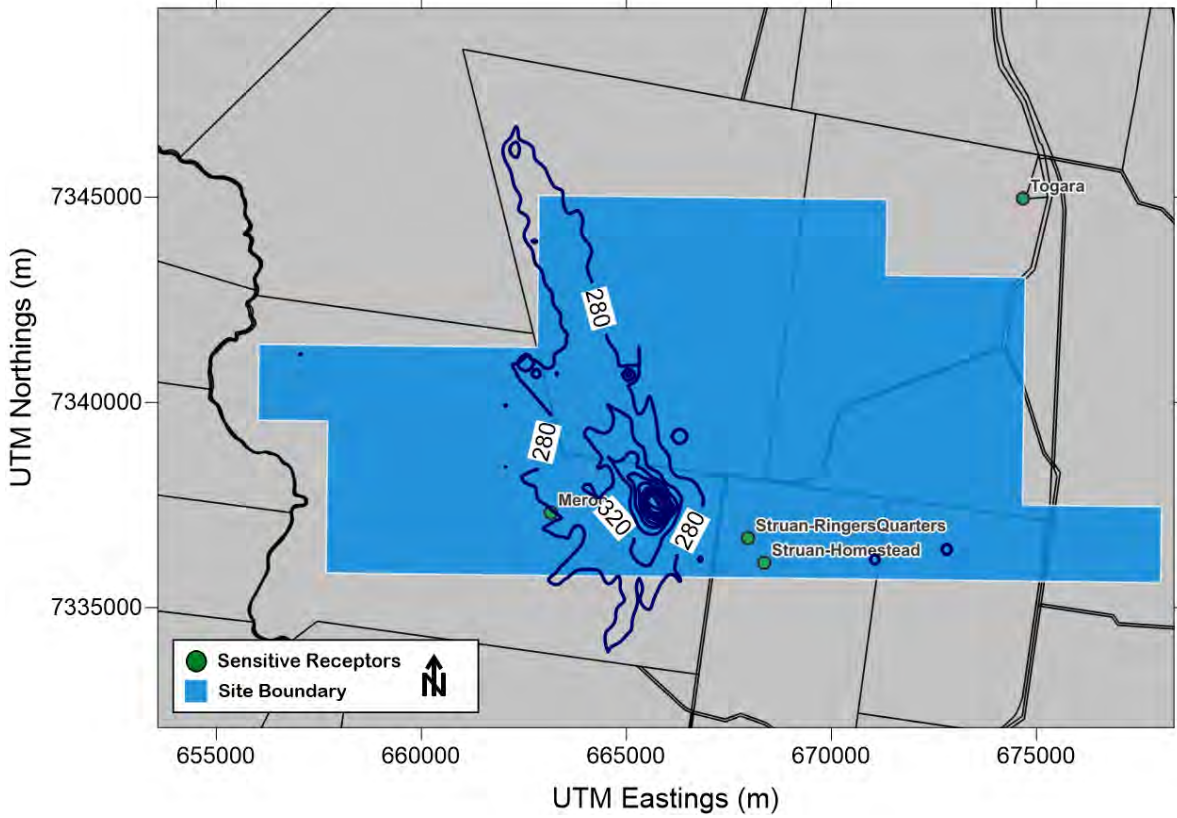 7345000
7340000
7335000
UTM Northings (m)
Togara
280
280
320
280
Struan-RingersQuarters
Struan-Homestead
Sensitive Receptors
Site Boundary
N
655000
660000
665000
670000
675000
UTM Eastings (m)